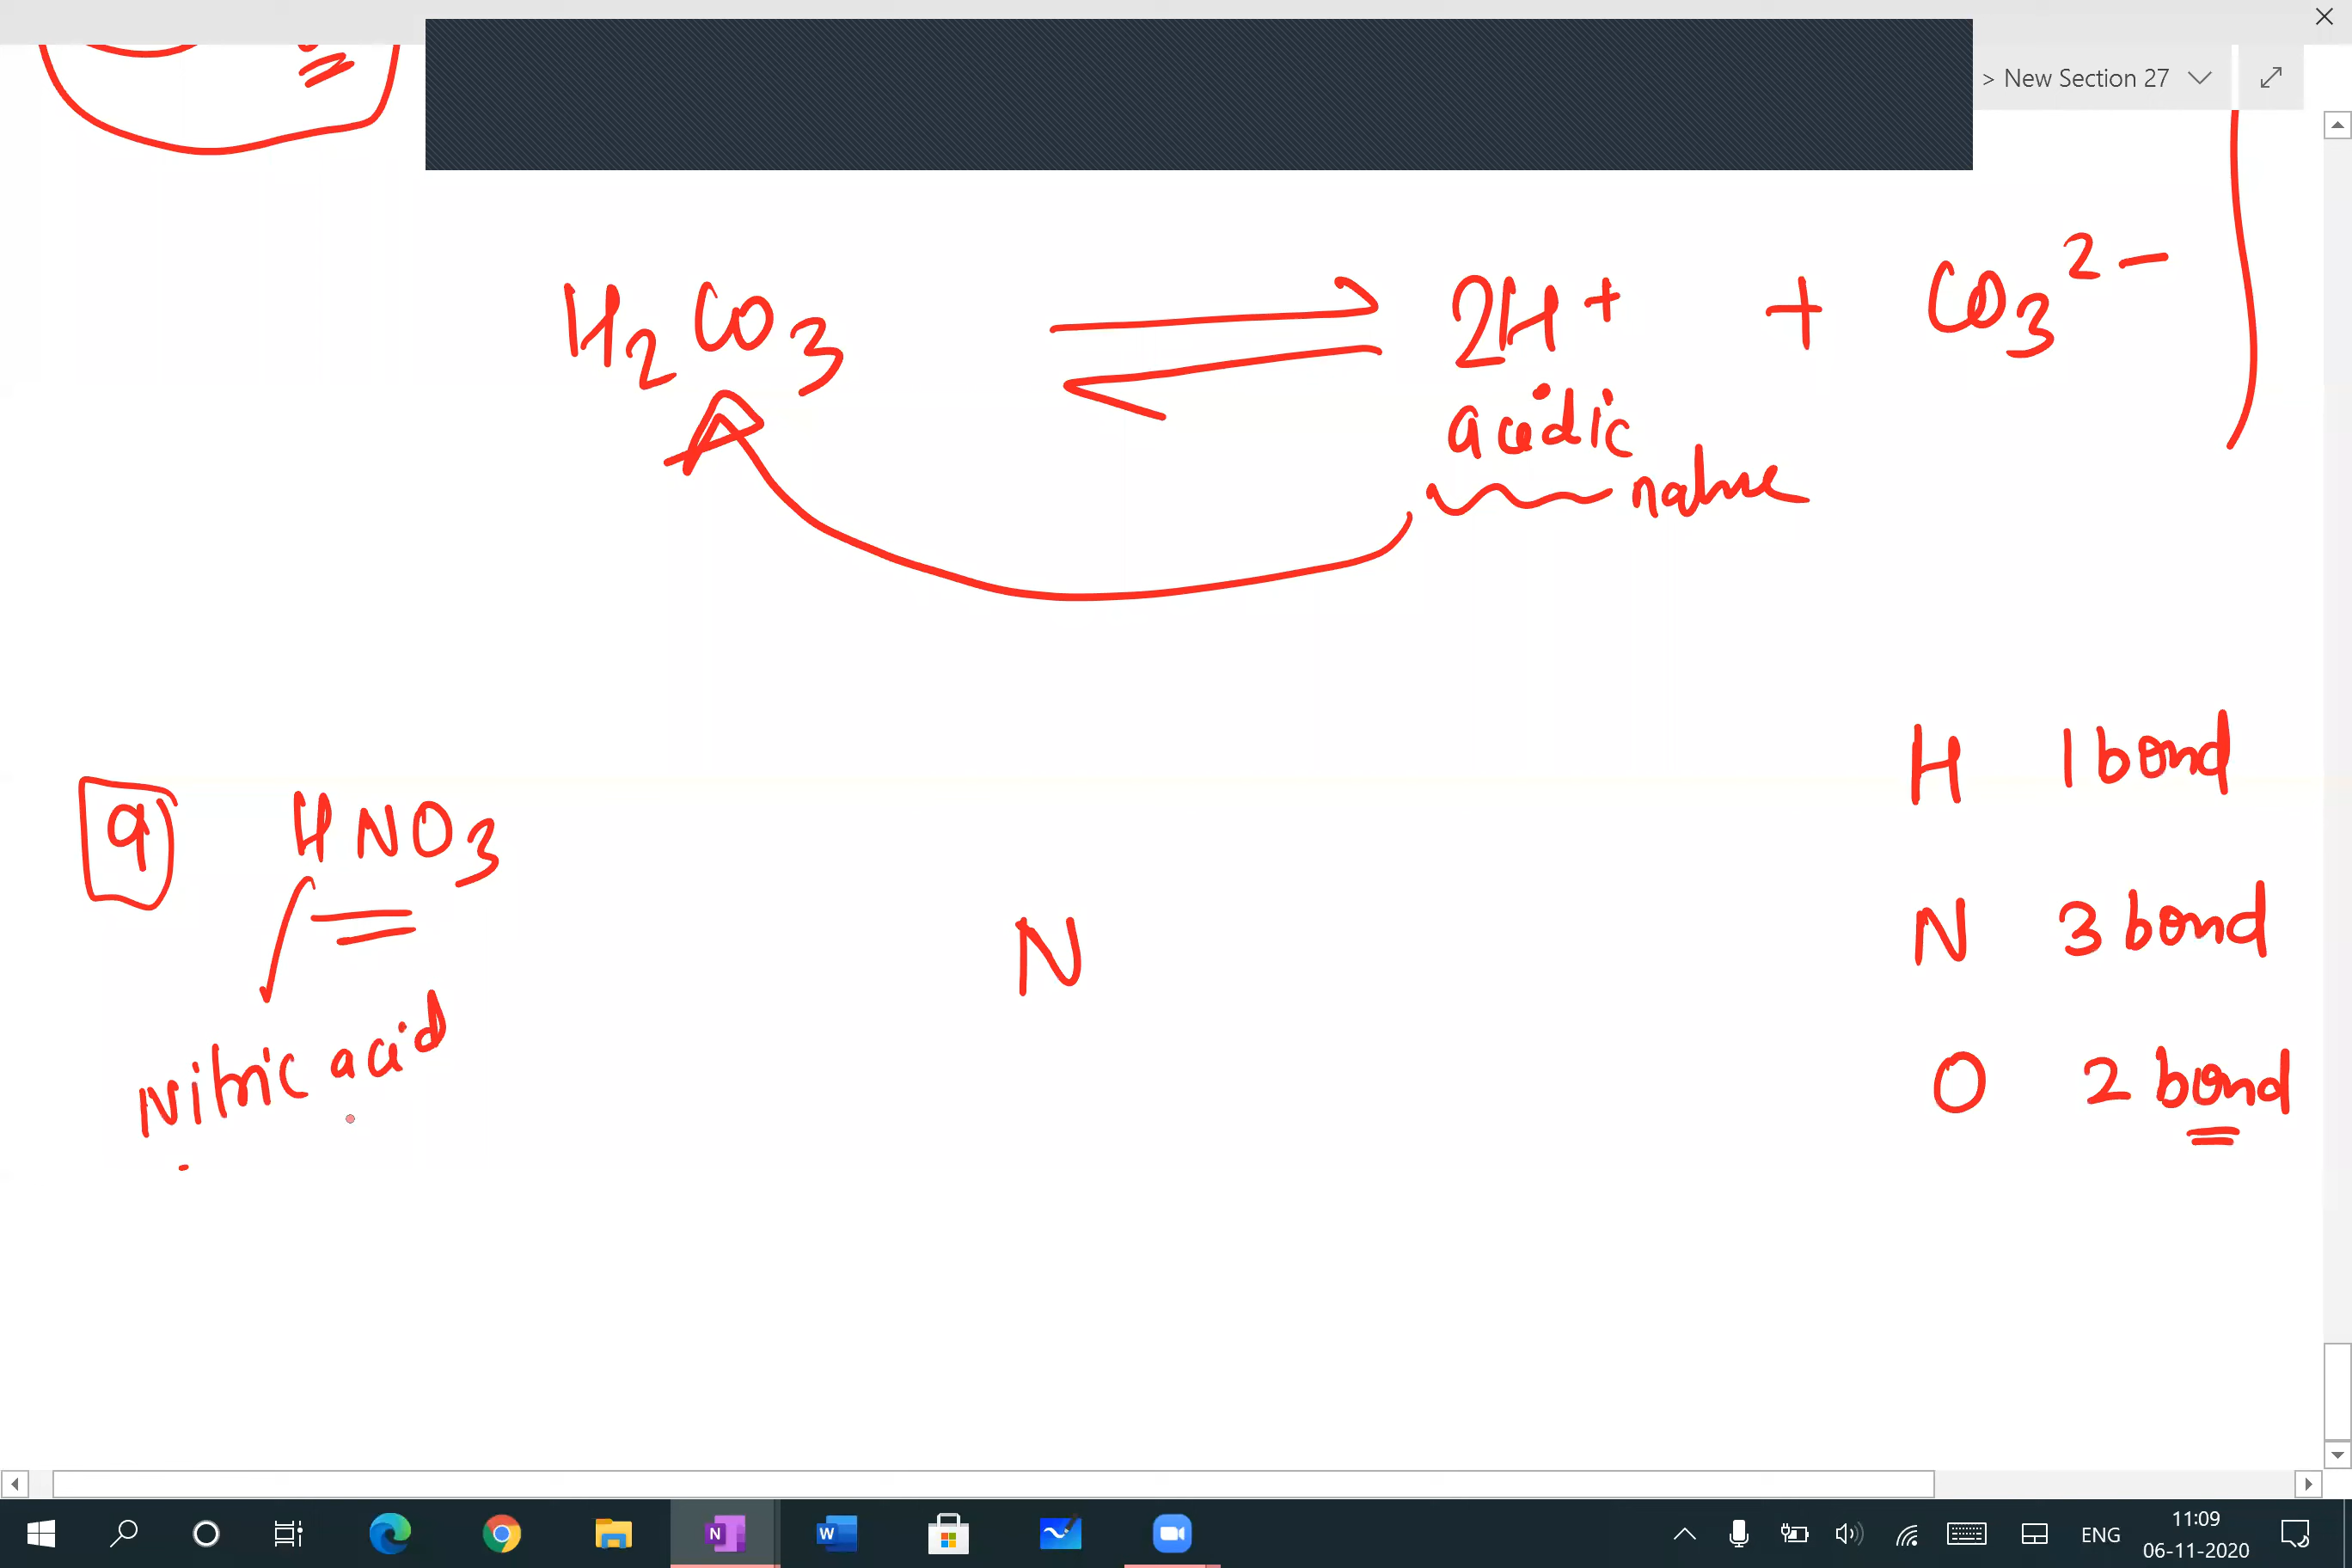 > New Section 27
H2CO3 ⇌ 2H+ + CO3 2-
acidic
nature
H 1 bond
9 HNO3
N 3 bond
N
Nitric acid
O 2 bond
ENG
11:09
06-11-2020